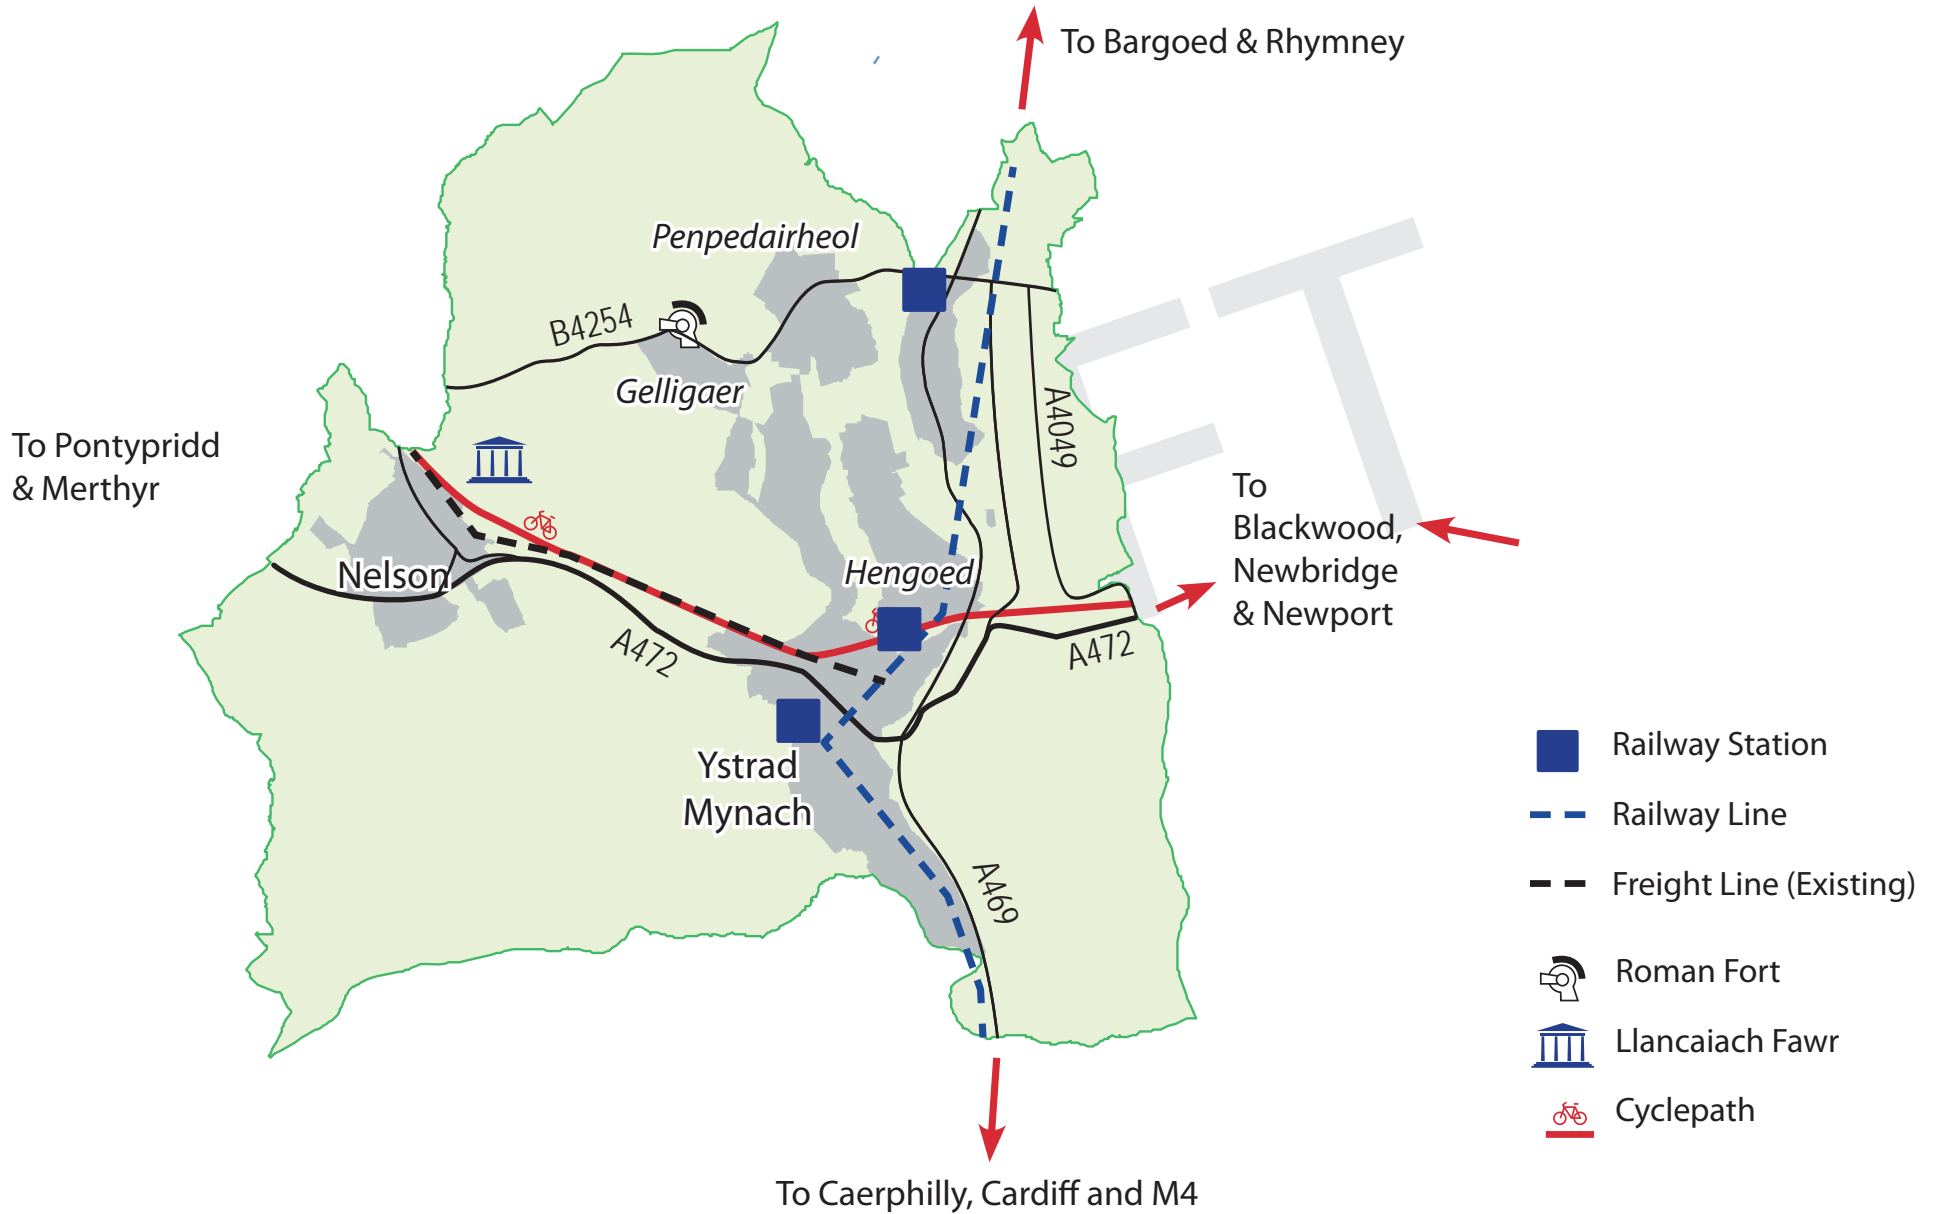 To Bargoed & Rhymney
Penpedairheol
B4254
Gelligaer
A4049
To Pontypridd
& Merthyr
To
Blackwood,
Newbridge
& Newport
Nelson
Hengoed
A472
A472
Ystrad
Mynach
A469
To Caerphilly, Cardiff and M4
Railway Station
Railway Line
Freight Line (Existing)
Roman Fort
Llancaiach Fawr
Cyclepath
FT